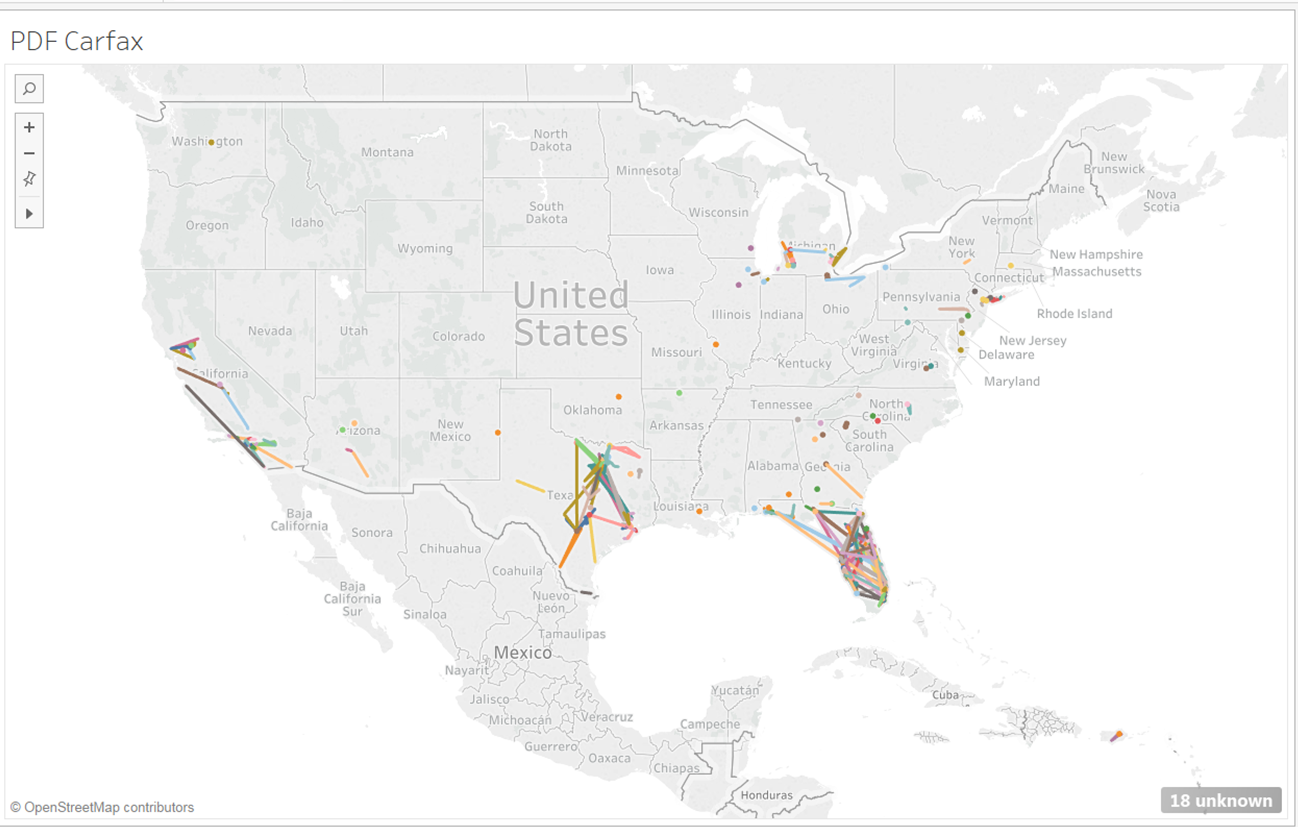 PDF Carfax
Washington
Montana
North
Dakota
Minnesota
Oregon
Idaho
South
Dakota
Wisconsin
Michigan
Wyoming
Iowa
New
York
Vermont
Maine
New
Brunswick
Nova
Scotia
New Hampshire
Massachusetts
Connecticut
Rhode Island
United
States
Nevada
Utah
Colorado
Illinois
Indiana
Ohio
Pennsylvania
New Jersey
Delaware
Maryland
California
Missouri
Kentucky
West
Virginia
Virginia
Arizona
New
Mexico
Oklahoma
Arkansas
Tennessee
North
Carolina
South
Carolina
Alabama
Georgia
Texa
Louisiana
Baja
California
Sonora
Chihuahua
Coahuila
Baja
California
Sur
Sinaloa
Nuevo
León
Tamaulipas
Mexico
Nayarit
Jalisco
Michoacán
Guerrero
Veracruz
Oaxaca
Yucatán
Campeche
Chiapas
Cuba
Honduras
© OpenStreetMap contributors
18 unknown